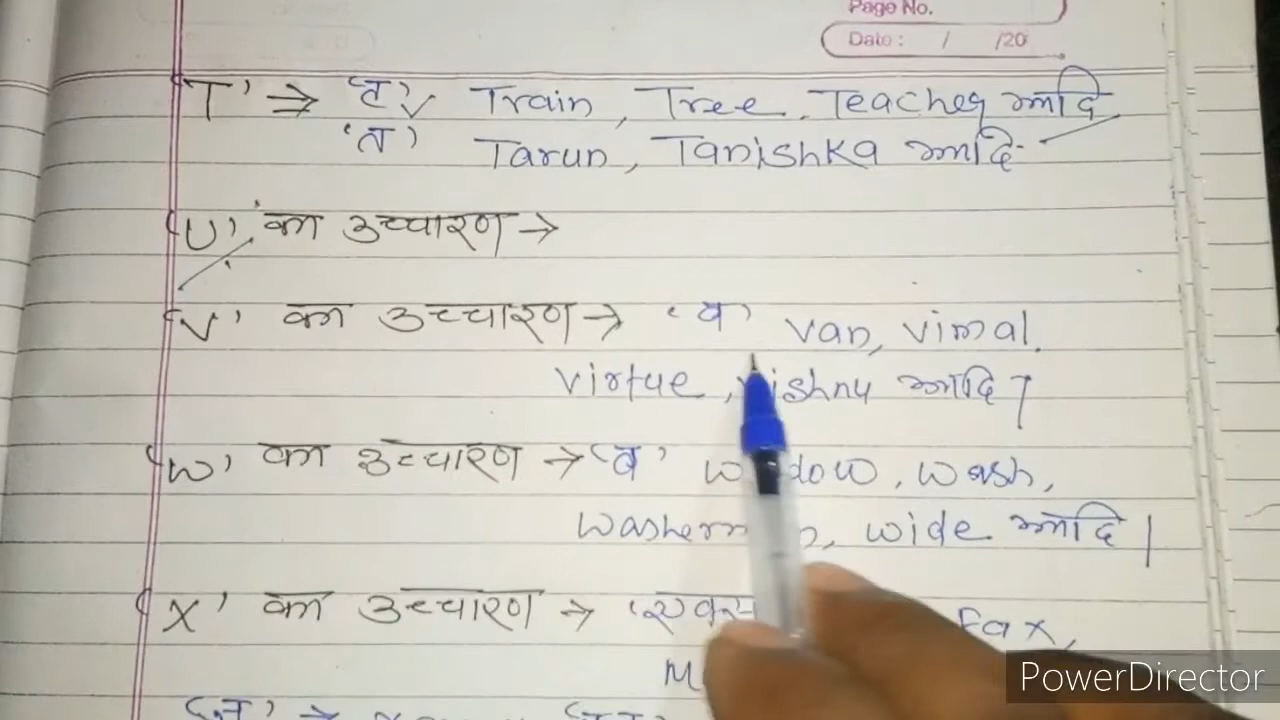 Page No.
Date : / /20
'T' ⇒ 'ट' ✓ Train, Tree, Teacher आदि
'त' Tarun, Tanishka आदि
'U' का उच्चारण →
'V' का उच्चारण → 'व' van, vimal,
virtue, vishnu आदि।
'W' का उच्चारण → 'व' wash,
wide आदि।
'X' का उच्चारण → fax,
PowerDirector